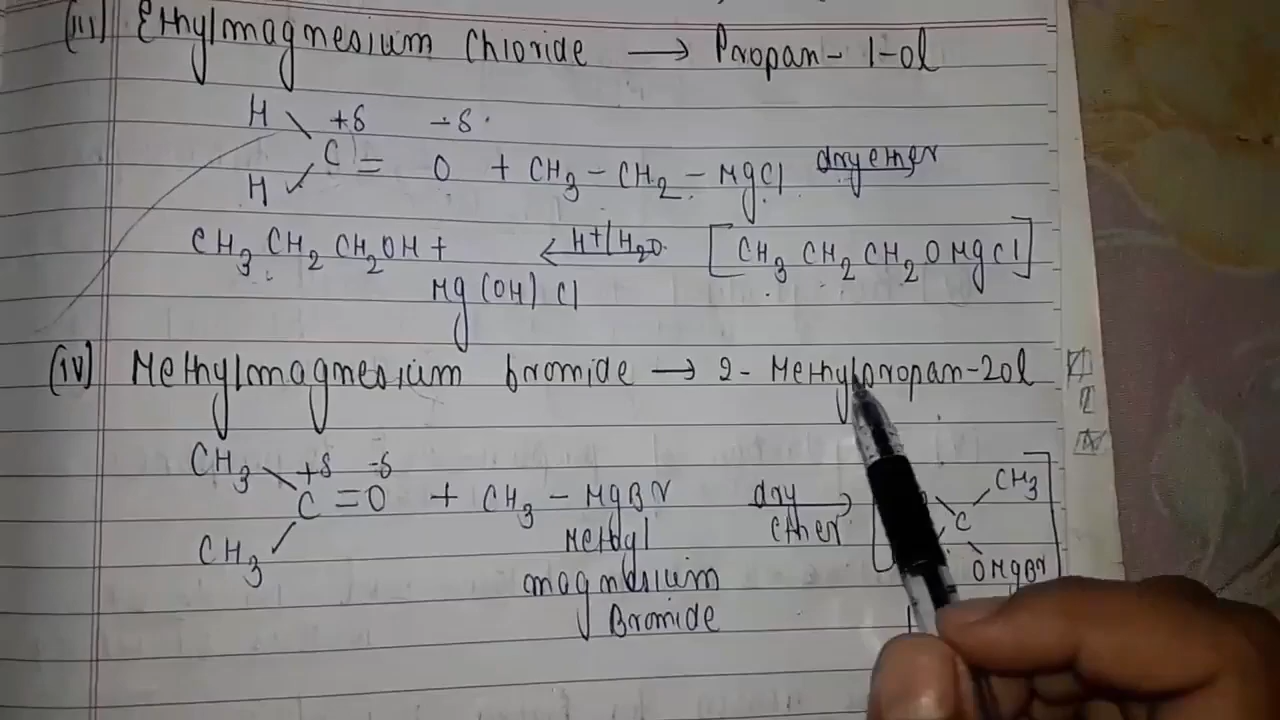 (iii) Ethylmagnesium Chloride → Propan-1-ol
H +δ -δ
C = O + CH3 - CH2 - MgCl dry ether
H
CH3 CH2 CH2OH + ← H+/H2O [CH3 CH2 CH2 O MgCl]
Mg (OH) Cl
(iv) Methylmagnesium bromide → 2-Methylpropan-2ol
CH3 +δ -δ CH3
C = O + CH3 - MgBr dry → C
CH3 Methyl ether OMgBr
magnesium
Bromide